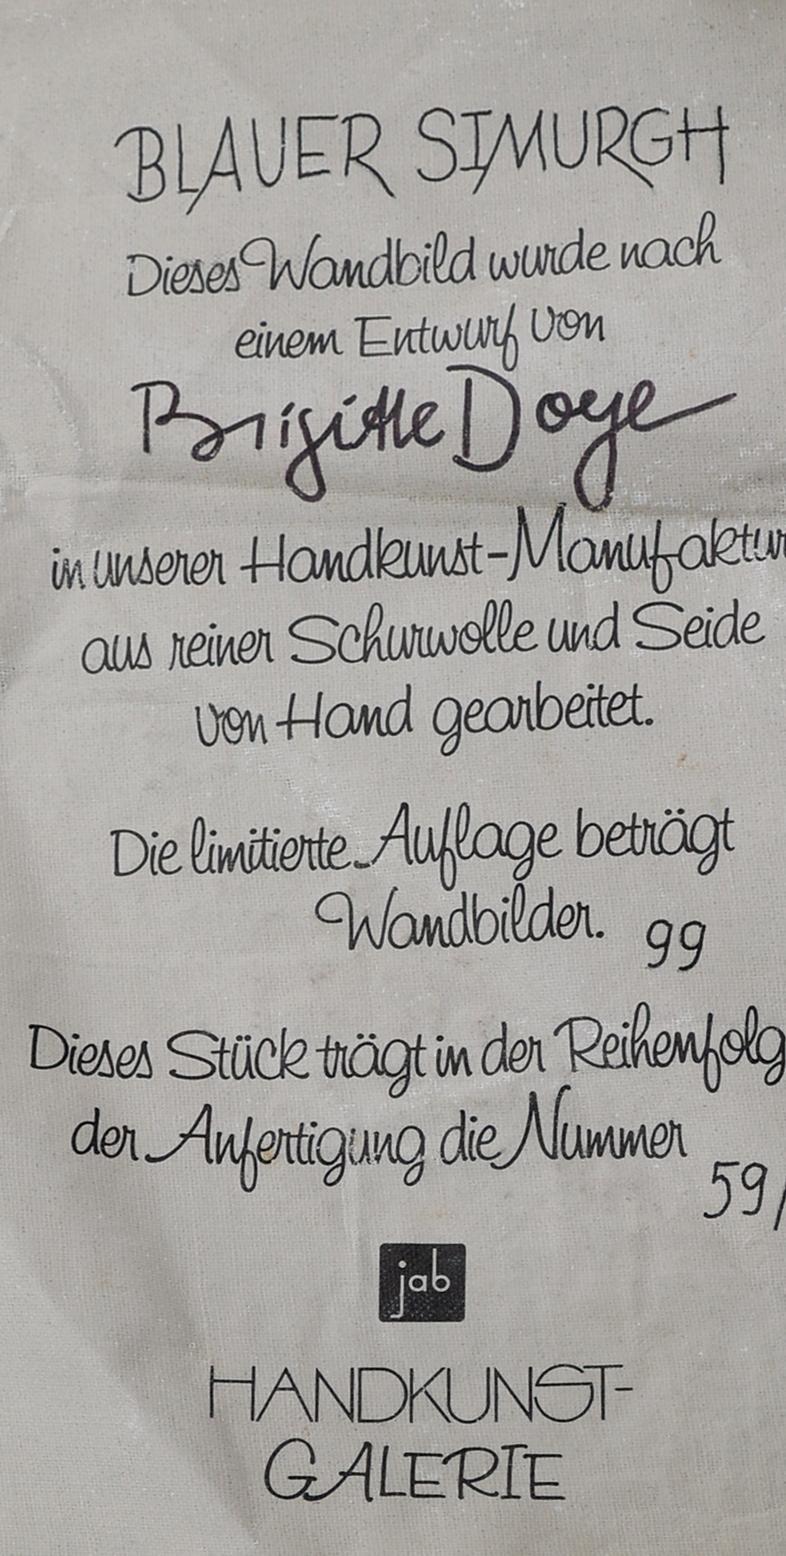 BLAUER SIMURGH
Dieses Wandbild wurde nach
einem Entwurf von
Brigitte Doye
in unserer Handkunst-Manufaktur
aus reiner Schurwolle und Seide
von Hand gearbeitet.
Die limitierte Auflage beträgt
Wandbilder. 99
Dieses Stück trägt in der Reihenfolg
der Anfertigung die Nummer
59/
jab
HANDKUNST-
GALERIE